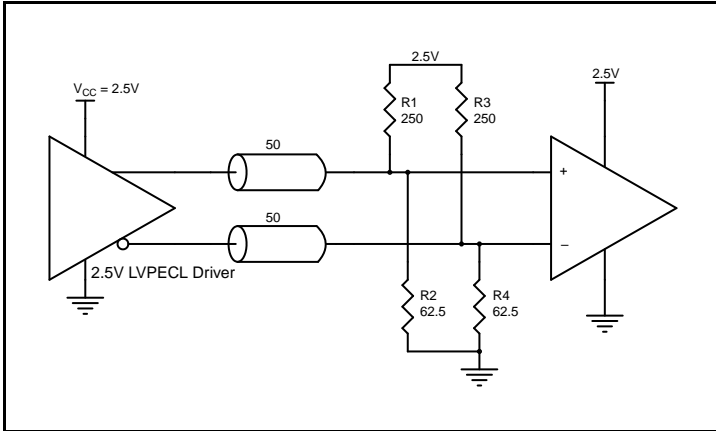 2.5V
V_CC = 2.5V
2.5V
R1
250
R3
250
50
+
50
−
2.5V LVPECL Driver
R2
62.5
R4
62.5